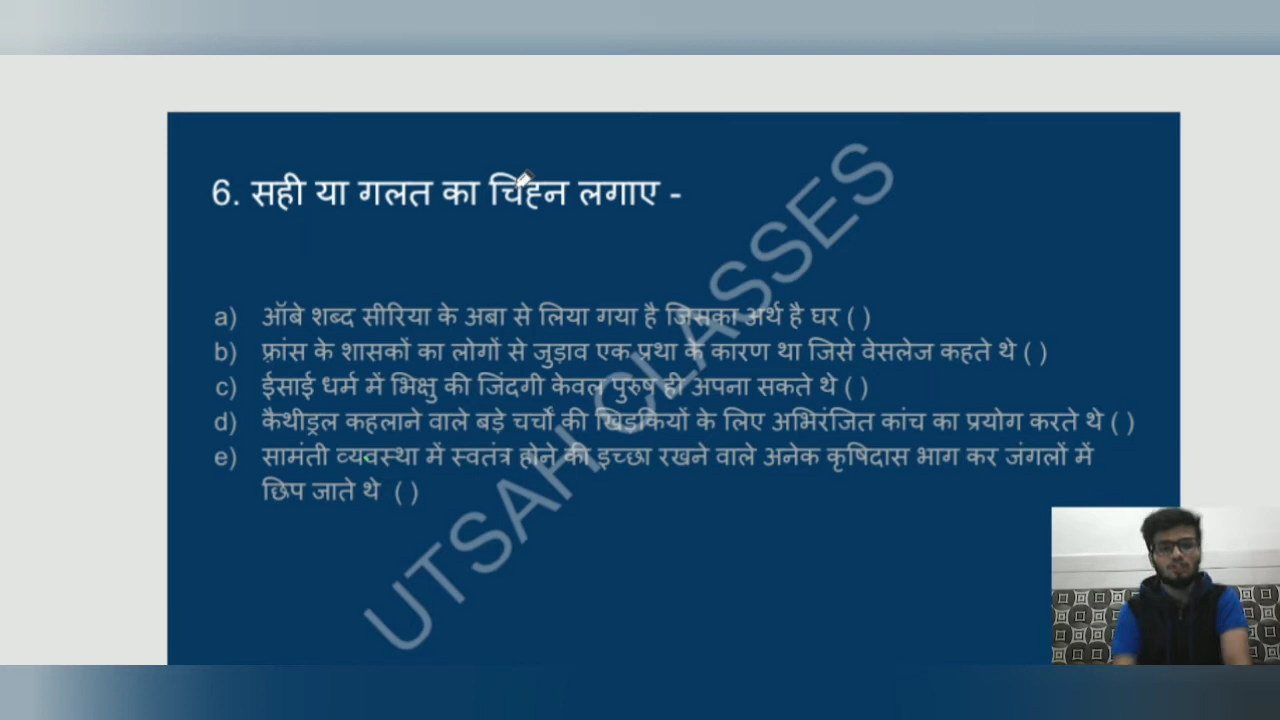 6. सही या गलत का चिह्न लगाए -
a) ऑबे शब्द सीरिया के अबा से लिया गया है जिसका अर्थ है घर ( )
b) फ्रांस के शासकों का लोगों से जुड़ाव एक प्रथा के कारण था जिसे वेसलेज कहते थे ( )
c) ईसाई धर्म में भिक्षु की जिंदगी केवल पुरुष ही अपना सकते थे ( )
d) कैथीड्रल कहलाने वाले बड़े चर्चों की खिड़कियों के लिए अभिरंजित कांच का प्रयोग करते थे ( )
e) सामंती व्यवस्था में स्वतंत्र होने की इच्छा रखने वाले अनेक कृषिदास भाग कर जंगलों में
छिप जाते थे ( )
UTSAH CLASSES